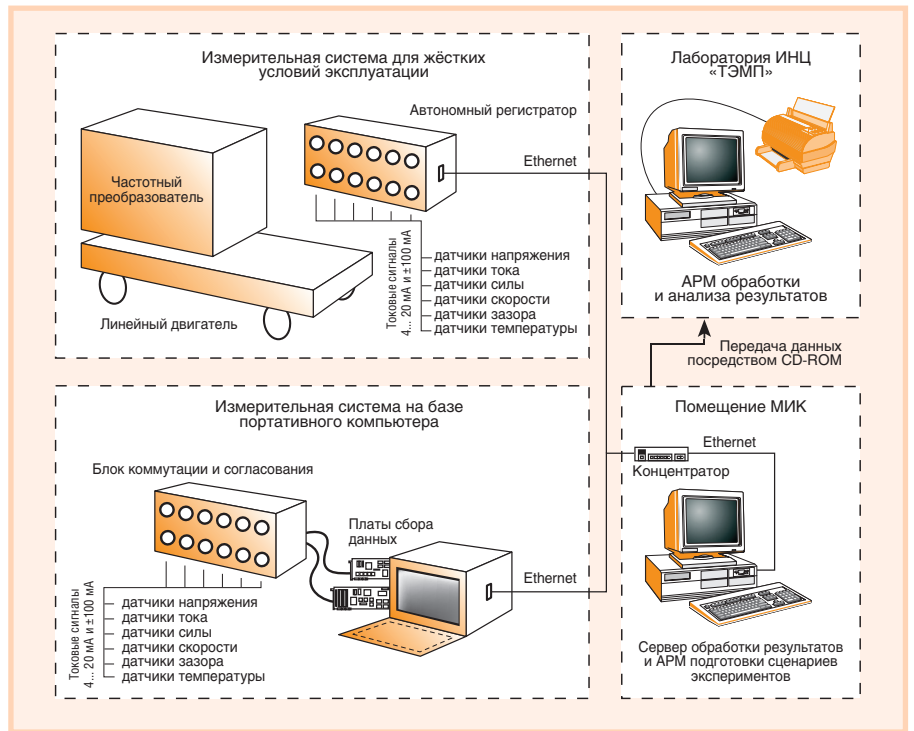 Измерительная система для жёстких
условий эксплуатации
Автономный регистратор
Ethernet
Частотный
преобразователь
Линейный двигатель
Токовые сигналы
4... 20 мА и ±100 мА
датчики напряжения
датчики тока
датчики силы
датчики скорости
датчики зазора
датчики температуры
Лаборатория ИНЦ
«ТЭМП»
АРМ обработки
и анализа результатов
Передача данных
посредством CD-ROM
Измерительная система на базе
портативного компьютера
Блок коммутации и согласования
Платы сбора
данных
Ethernet
Токовые сигналы
4... 20 мА и ±100 мА
датчики напряжения
датчики тока
датчики силы
датчики скорости
датчики зазора
датчики температуры
Помещение МИК
Ethernet
Концентратор
Сервер обработки результатов
и АРМ подготовки сценариев
экспериментов